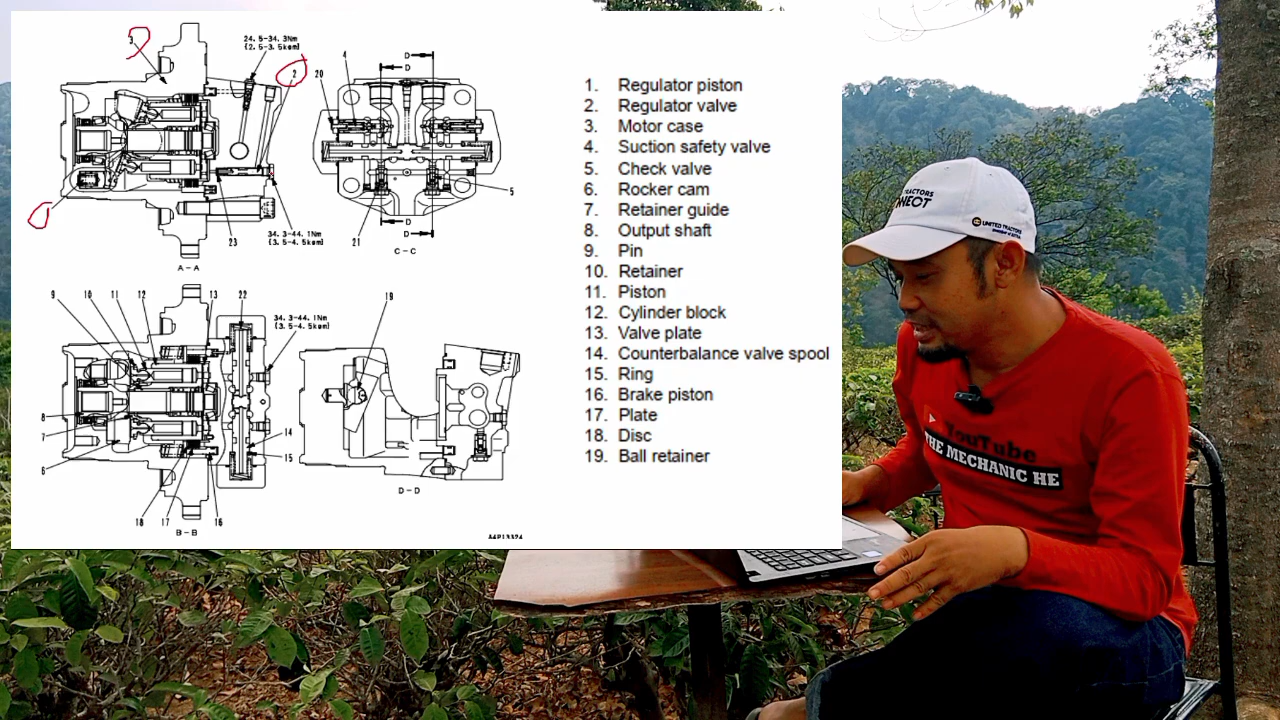 3
24.5-34.3Nm
{2.5-3.5kgm}
2
23
34.3-44.1Nm
{3.5-4.5kgm}
A-A
4
20
D
D
5
21
D
D
C-C
9
10
11
12
13
22
34.3-44.1Nm
{3.5-4.5kgm}
19
8
7
6
14
15
18
17
16
B-B
D-D
1. Regulator piston
2. Regulator valve
3. Motor case
4. Suction safety valve
5. Check valve
6. Rocker cam
7. Retainer guide
8. Output shaft
9. Pin
10. Retainer
11. Piston
12. Cylinder block
13. Valve plate
14. Counterbalance valve spool
15. Ring
16. Brake piston
17. Plate
18. Disc
19. Ball retainer
TRACTORS
UNITED TRACTORS
YouTube
THE MECHANIC HE